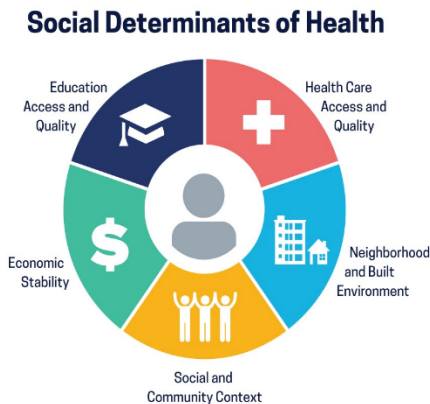 Social Determinants of Health
Education
Access and
Quality
Health Care
Access and
Quality
Economic
Stability
Neighborhood
and Built
Environment
Social and
Community Context